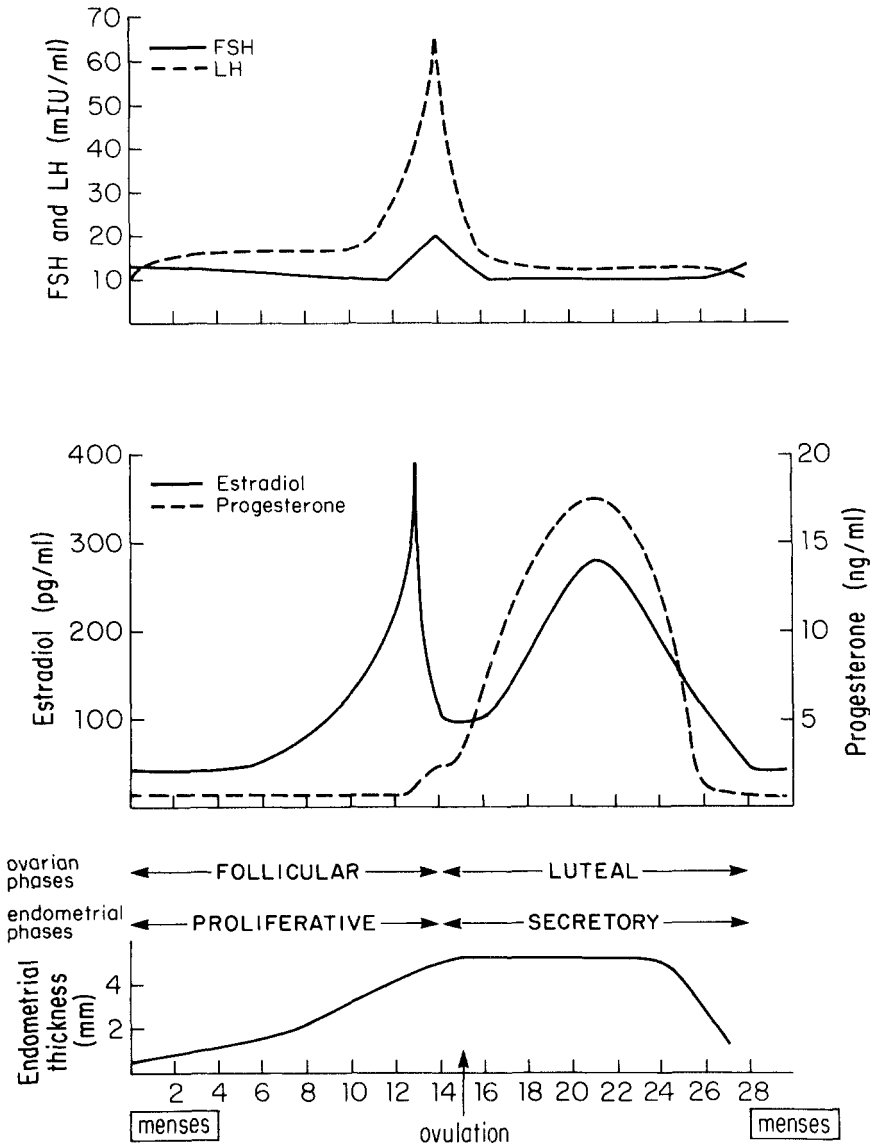 70
60
50
40
30
20
10
FSH and LH (mIU/ml)
FSH
LH
400
300
200
100
Estradiol (pg/ml)
Estradiol
Progesterone
20
15
10
5
Progesterone (ng/ml)
ovarian
phases
FOLLICULAR LUTEAL
endometrial
phases
PROLIFERATIVE SECRETORY
Endometrial
thickness
(mm)
4
2
2 4 6 8 10 12 14 16 18 20 22 24 26 28
menses ovulation menses